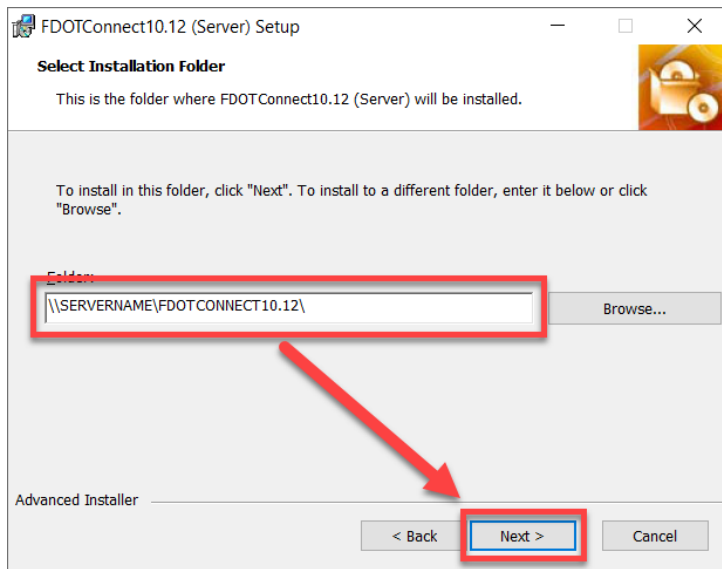 FDOTConnect10.12 (Server) Setup
Select Installation Folder
This is the folder where FDOTConnect10.12 (Server) will be installed.
To install in this folder, click "Next". To install to a different folder, enter it below or click
"Browse".
Folder:
\\SERVERNAME\FDOTCONNECT10.12\
Browse...
Advanced Installer
< Back
Next >
Cancel